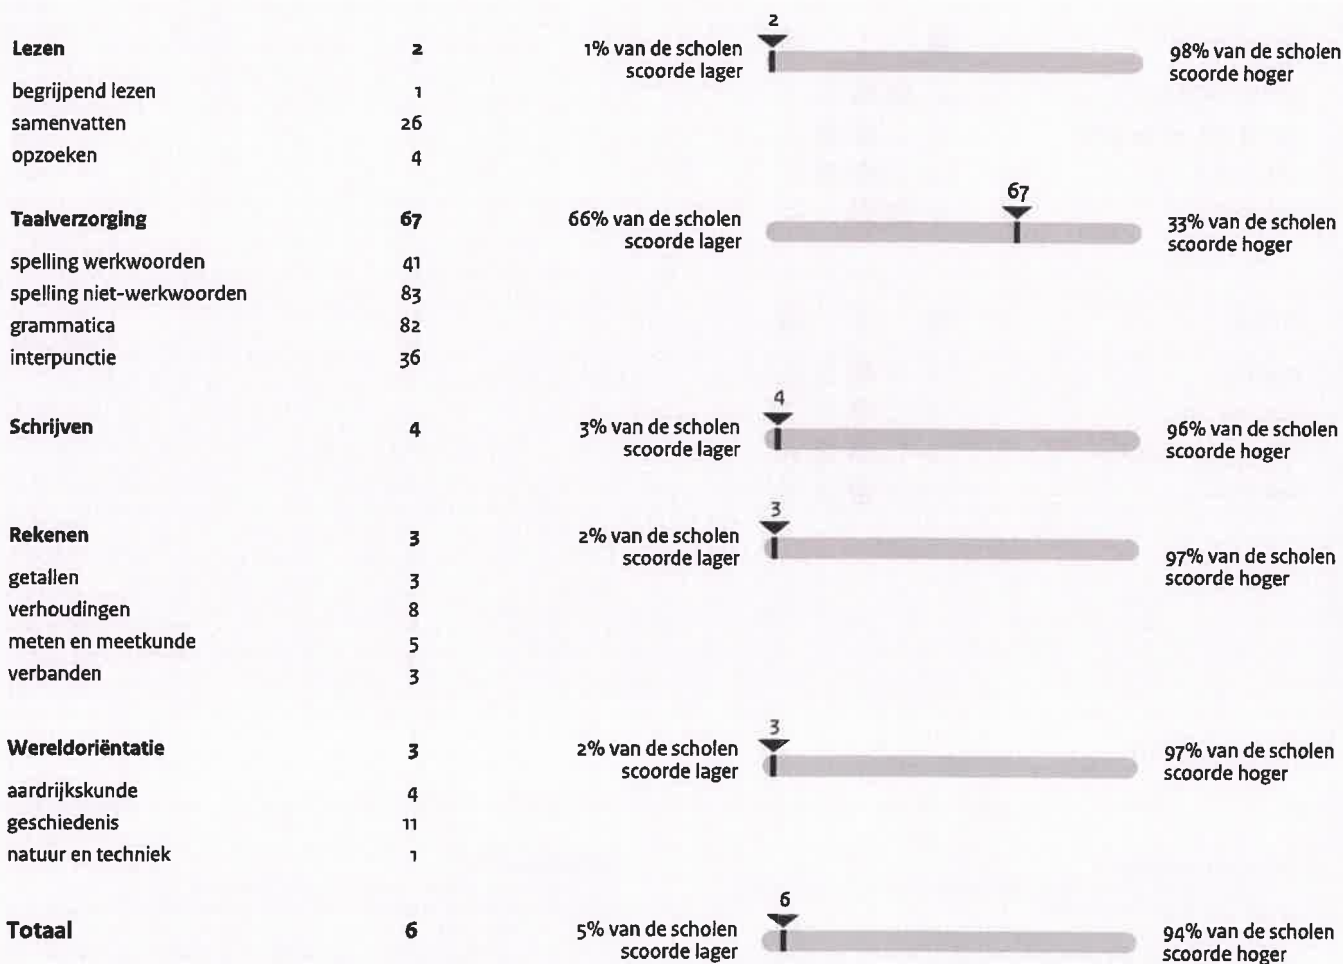 2
Lezen 2 1% van de scholen scoorde lager 98% van de scholen scoorde hoger
begrijpend lezen 1
samenvatten 26
opzoeken 4
67
Taalverzorging 67 66% van de scholen scoorde lager 33% van de scholen scoorde hoger
spelling werkwoorden 41
spelling niet-werkwoorden 83
grammatica 82
interpunctie 36
4
Schrijven 4 3% van de scholen scoorde lager 96% van de scholen scoorde hoger
3
Rekenen 3 2% van de scholen scoorde lager 97% van de scholen scoorde hoger
getallen 3
verhoudingen 8
meten en meetkunde 5
verbanden 3
3
Wereldoriëntatie 3 2% van de scholen scoorde lager 97% van de scholen scoorde hoger
aardrijkskunde 4
geschiedenis 11
natuur en techniek 1
6
Totaal 6 5% van de scholen scoorde lager 94% van de scholen scoorde hoger